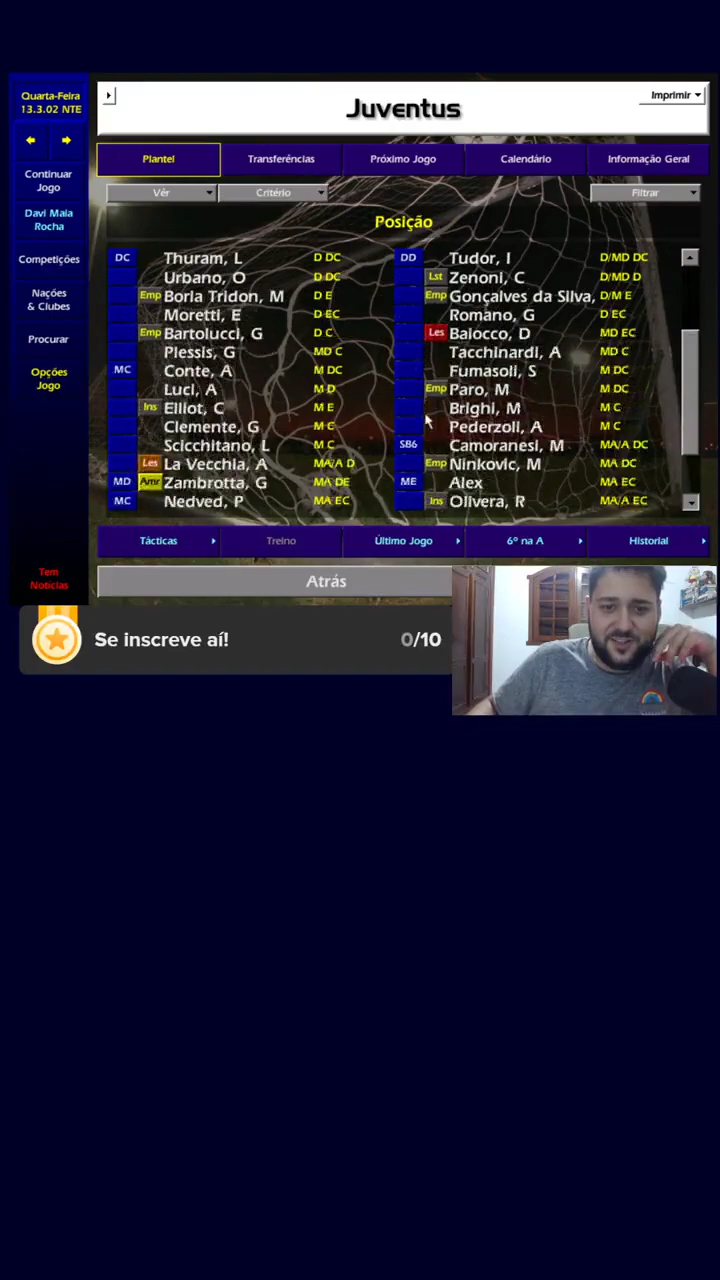 Quarta-Feira
13.3.02 NTE
Continuar
Jogo
Davi Maia
Rocha
Competições
Nações
& Clubes
Procurar
Opções
Jogo
Tem
Notícias
Juventus
Imprimir
Plantel Transferências Próximo Jogo Calendário Informação Geral
Vêr Critério Filtrar
Posição
DC Thuram, L D DC DD Tudor, I D/MD DC
Urbano, O D DC Lst Zenoni, C D/MD D
Emp Borla Tridon, M D E Emp Gonçalves da Silva, D/M E
Moretti, E D EC Romano, G D EC
Emp Bartolucci, G D C Les Baiocco, D MD EC
Plessis, G MD C Tacchinardi, A MD C
MC Conte, A M DC Fumasoli, S M DC
Luci, A M D Emp Paro, M M DC
Ins Elliot, C M E Brighi, M M C
Clemente, G M C Pederzoli, A M C
Scicchitano, L M C SB6 Camoranesi, M MA/A DC
Les La Vecchia, A MA/A D Emp Ninkovic, M MA DC
MD Amr Zambrotta, G MA DE ME Alex MA EC
MC Nedved, P MA EC Ins Olivera, R MA/A EC
Tácticas Treino Último Jogo 6º na A Historial
Atrás
Se inscreve aí! 0/10